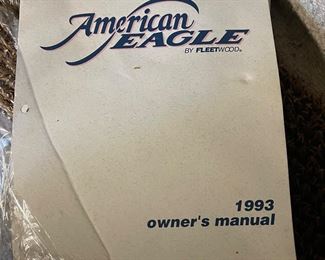 American
EAGLE
BY FLEETWOOD®
1993
owner's manual